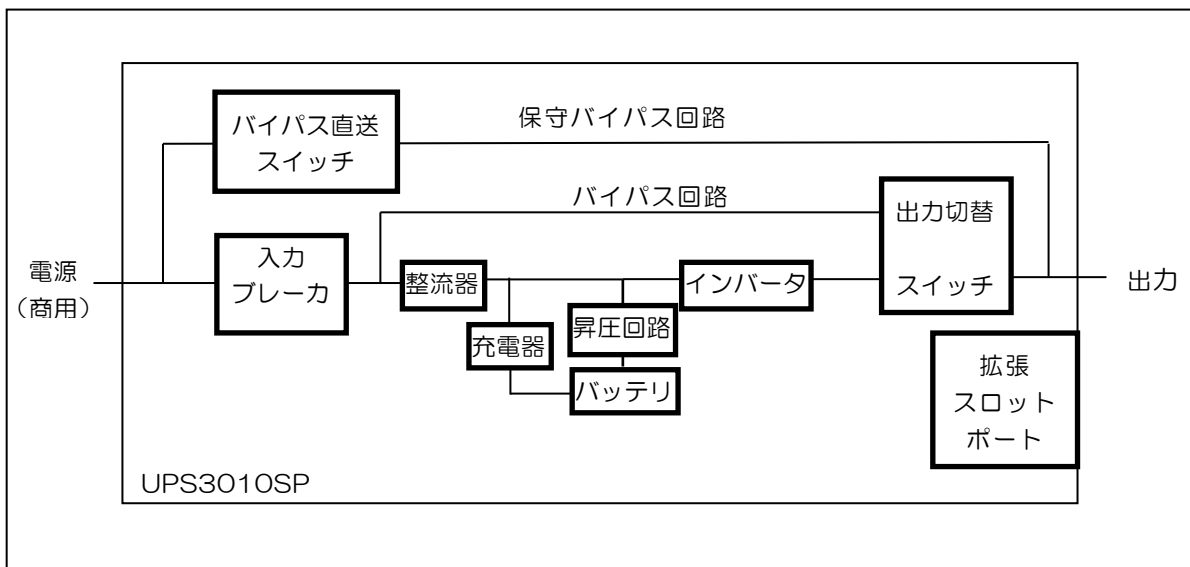 バイパス直送
スイッチ
保守バイパス回路
バイパス回路
出力切替
スイッチ
電源
（商用）
入力
ブレーカ
整流器
インバータ
出力
充電器
昇圧回路
バッテリ
拡張
スロット
ポート
UPS3010SP